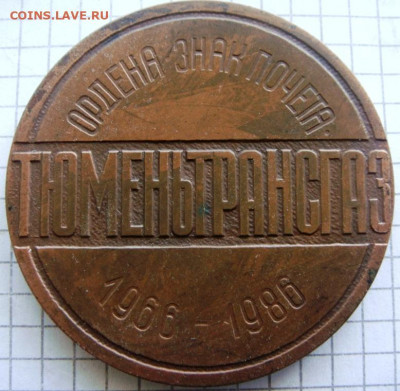 COINS.LAVE.RU
ОРДЕНА ЗНАК ПОЧЕТА
ТЮМЕНЬТРАНСГАЗ
1966 - 1986